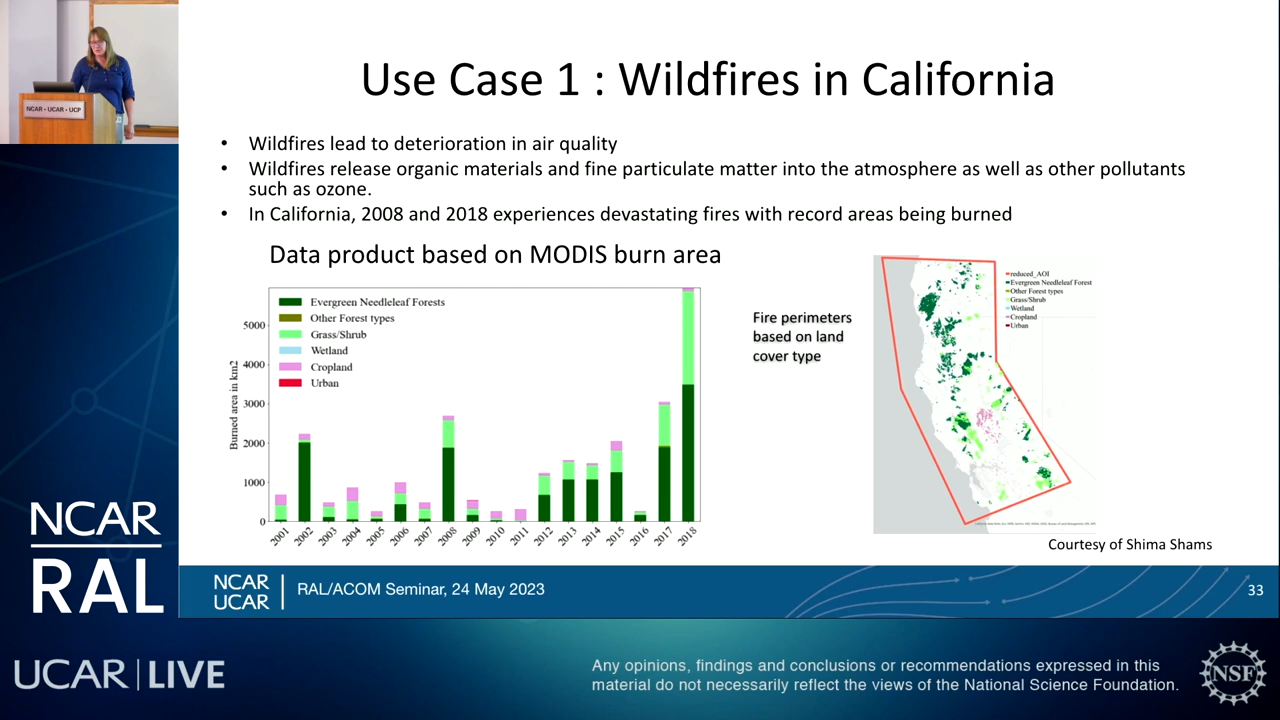 NCAR • UCAR • UCP
Use Case 1 : Wildfires in California
• Wildfires lead to deterioration in air quality
• Wildfires release organic materials and fine particulate matter into the atmosphere as well as other pollutants
such as ozone.
• In California, 2008 and 2018 experiences devastating fires with record areas being burned
Data product based on MODIS burn area
Evergreen Needleleaf Forests
Other Forest types
Grass/Shrub
Wetland
Cropland
Urban
Burned area in km2
5000
4000
3000
2000
1000
0
2001 2002 2003 2004 2005 2006 2007 2008 2009 2010 2011 2012 2013 2014 2015 2016 2017 2018
Fire perimeters
based on land
cover type
reduced_AOI
Evergreen Needleleaf Forest
Other Forest types
Grass/Shrub
Wetland
Cropland
Urban
Courtesy of Shima Shams
NCAR
UCAR
RAL/ACOM Seminar, 24 May 2023
33
NCAR
RAL
UCAR | LIVE
Any opinions, findings and conclusions or recommendations expressed in this
material do not necessarily reflect the views of the National Science Foundation.
NSF